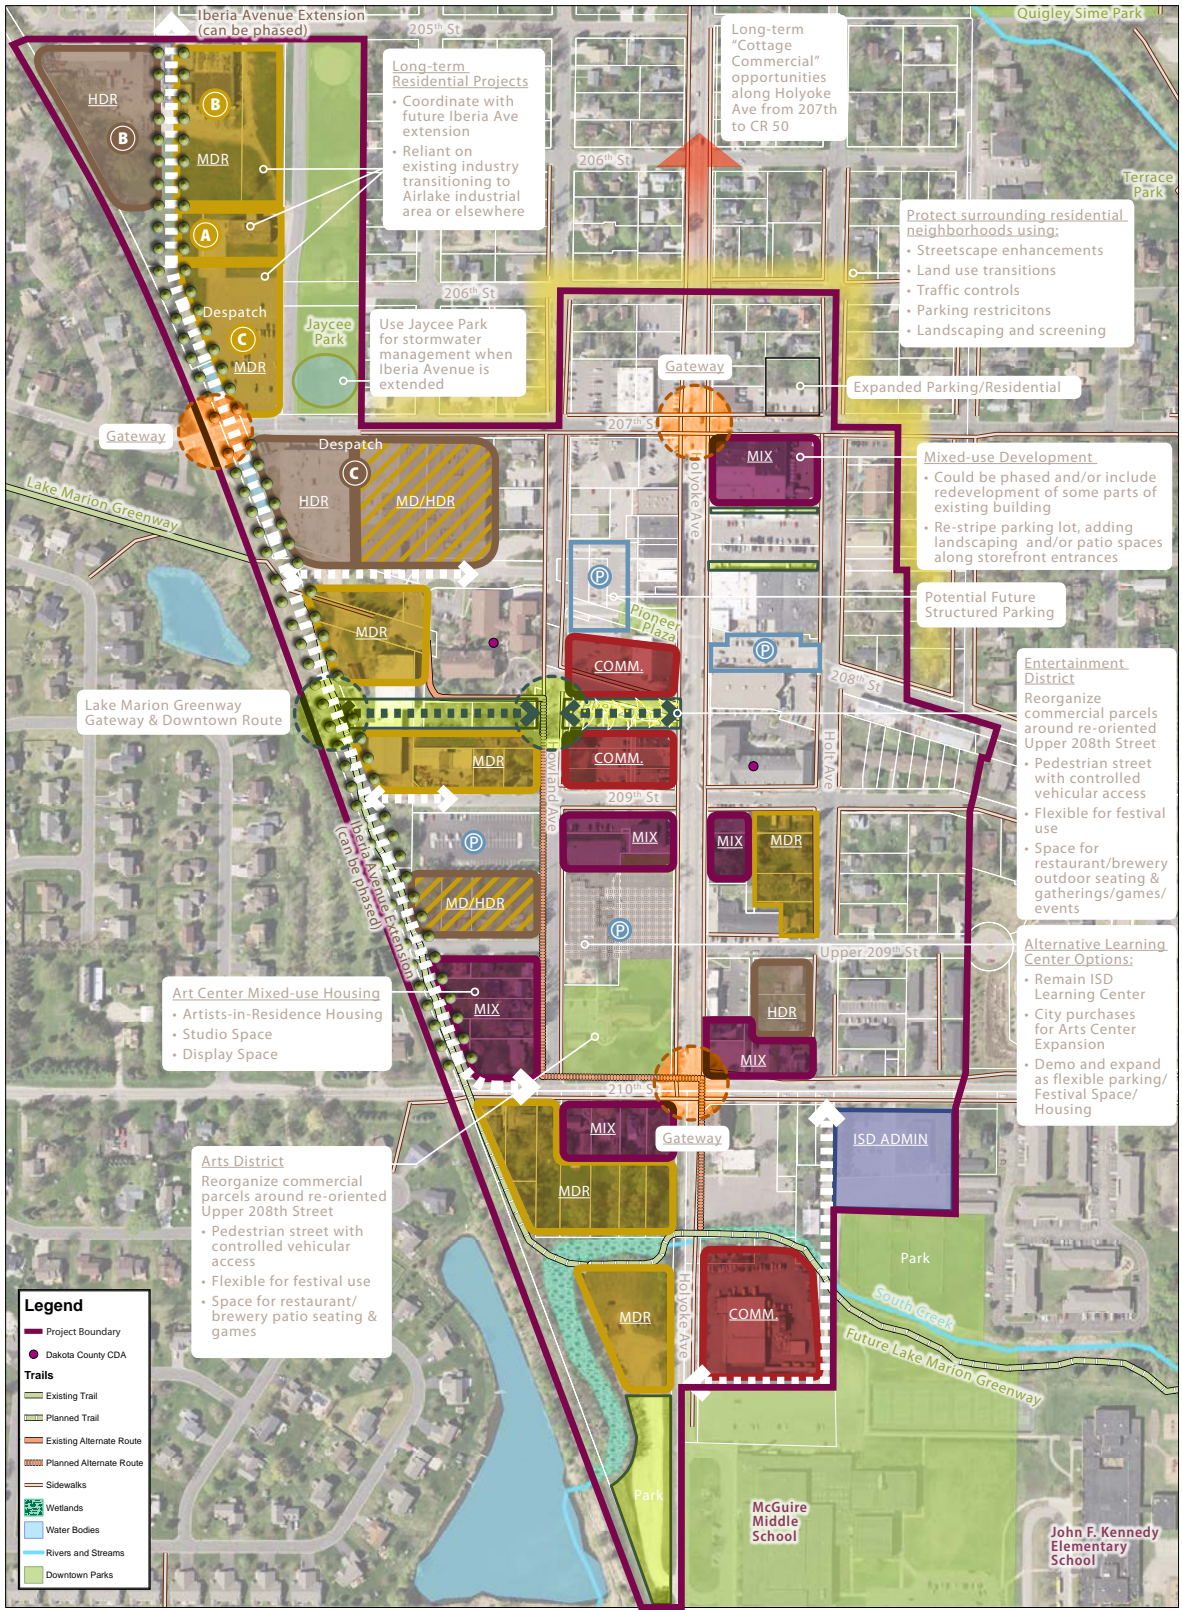 Iberia Avenue Extension
(can be phased)
205th St
Quigley Sime Park
Long-term
“Cottage
Commercial”
opportunities
along Holyoke
Ave from 207th
to CR 50
Long-term
Residential Projects
• Coordinate with
future Iberia Ave
extension
• Reliant on
existing industry
transitioning to
Airlake industrial
area or elsewhere
HDR
B
B
MDR
A
206th St
Terrace
Park
Protect surrounding residential
neighborhoods using:
• Streetscape enhancements
• Land use transitions
• Traffic controls
• Parking restricitons
• Landscaping and screening
206th St
Despatch
C
MDR
Jaycee
Park
Use Jaycee Park
for stormwater
management when
Iberia Avenue is
extended
Gateway
Expanded Parking/Residential
Gateway
207th St
Despatch
C
HDR
MD/HDR
Holyoke Ave
MIX
Mixed-use Development
• Could be phased and/or include
redevelopment of some parts of
existing building
• Re-stripe parking lot, adding
landscaping and/or patio spaces
along storefront entrances
Lake Marion Greenway
P
Pioneer
Plaza
Potential Future
Structured Parking
MDR
COMM.
P
208th St
Entertainment
District
Reorganize
commercial parcels
around re-oriented
Upper 208th Street
• Pedestrian street
with controlled
vehicular access
• Flexible for festival
use
• Space for
restaurant/brewery
outdoor seating &
gatherings/games/
events
Lake Marion Greenway
Gateway & Downtown Route
MDR
Howland Ave
COMM.
Holt Ave
209th St
Iberia Avenue Extension
(can be phased)
P
MIX
MIX
MDR
MD/HDR
P
Upper 209th St
Alternative Learning
Center Options:
• Remain ISD
Learning Center
• City purchases
for Arts Center
Expansion
• Demo and expand
as flexible parking/
Festival Space/
Housing
Art Center Mixed-use Housing
• Artists-in-Residence Housing
• Studio Space
• Display Space
MIX
HDR
MIX
210th St
MIX
Gateway
ISD ADMIN
Arts District
Reorganize commercial
parcels around re-oriented
Upper 208th Street
• Pedestrian street with
controlled vehicular
access
• Flexible for festival use
• Space for restaurant/
brewery patio seating &
games
MDR
Park
South Creek
Future Lake Marion Greenway
MDR
Holyoke Ave
COMM.
Park
McGuire
Middle
School
John F. Kennedy
Elementary
School
Legend
Project Boundary
Dakota County CDA
Trails
Existing Trail
Planned Trail
Existing Alternate Route
Planned Alternate Route
Sidewalks
Wetlands
Water Bodies
Rivers and Streams
Downtown Parks